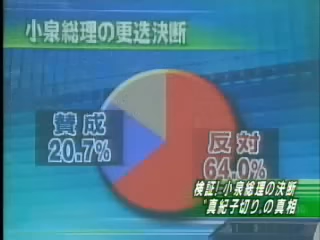 小泉総理の更迭決断
賛成
20.7%
反対
64.0%
検証!小泉総理の決断
"真紀子切り"の真相